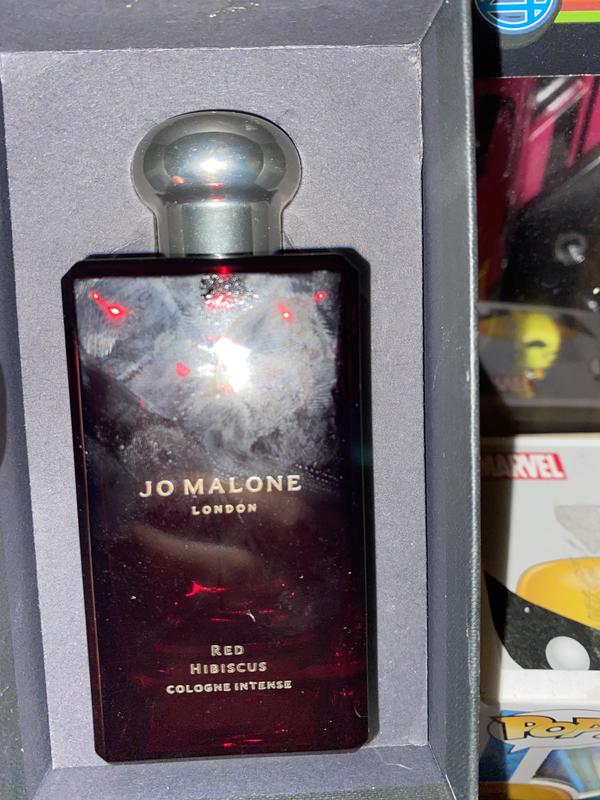 JO MALONE
LONDON
RED
HIBISCUS
COLOGNE INTENSE
MARVEL
POP!